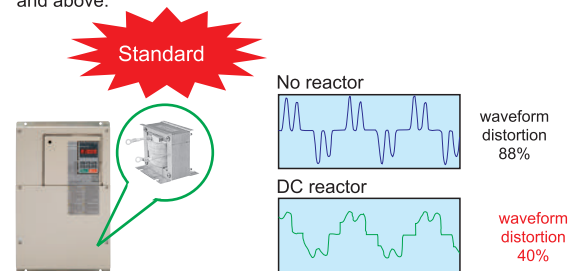 and above.
Standard
No reactor
waveform
distortion
88%
DC reactor
waveform
distortion
40%